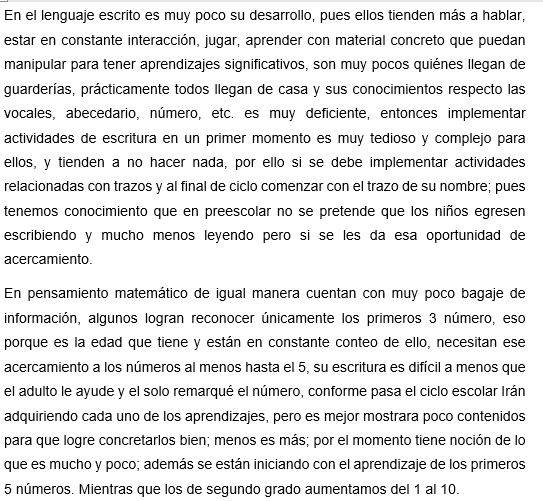 En el lenguaje escrito es muy poco su desarrollo, pues ellos tienden más a hablar,
estar en constante interacción, jugar, aprender con material concreto que puedan
manipular para tener aprendizajes significativos, son muy pocos quiénes llegan de
guarderías, prácticamente todos llegan de casa y sus conocimientos respecto las
vocales, abecedario, número, etc. es muy deficiente, entonces implementar
actividades de escritura en un primer momento es muy tedioso y complejo para
ellos, y tienden a no hacer nada, por ello si se debe implementar actividades
relacionadas con trazos y al final de ciclo comenzar con el trazo de su nombre; pues
tenemos conocimiento que en preescolar no se pretende que los niños egresen
escribiendo y mucho menos leyendo pero si se les da esa oportunidad de
acercamiento.
En pensamiento matemático de igual manera cuentan con muy poco bagaje de
información, algunos logran reconocer únicamente los primeros 3 número, eso
porque es la edad que tiene y están en constante conteo de ello, necesitan ese
acercamiento a los números al menos hasta el 5, su escritura es difícil a menos que
el adulto le ayude y el solo remarqué el número, conforme pasa el ciclo escolar Irán
adquiriendo cada uno de los aprendizajes, pero es mejor mostrara poco contenidos
para que logre concretarlos bien; menos es más; por el momento tiene noción de lo
que es mucho y poco; además se están iniciando con el aprendizaje de los primeros
5 números. Mientras que los de segundo grado aumentamos del 1 al 10.